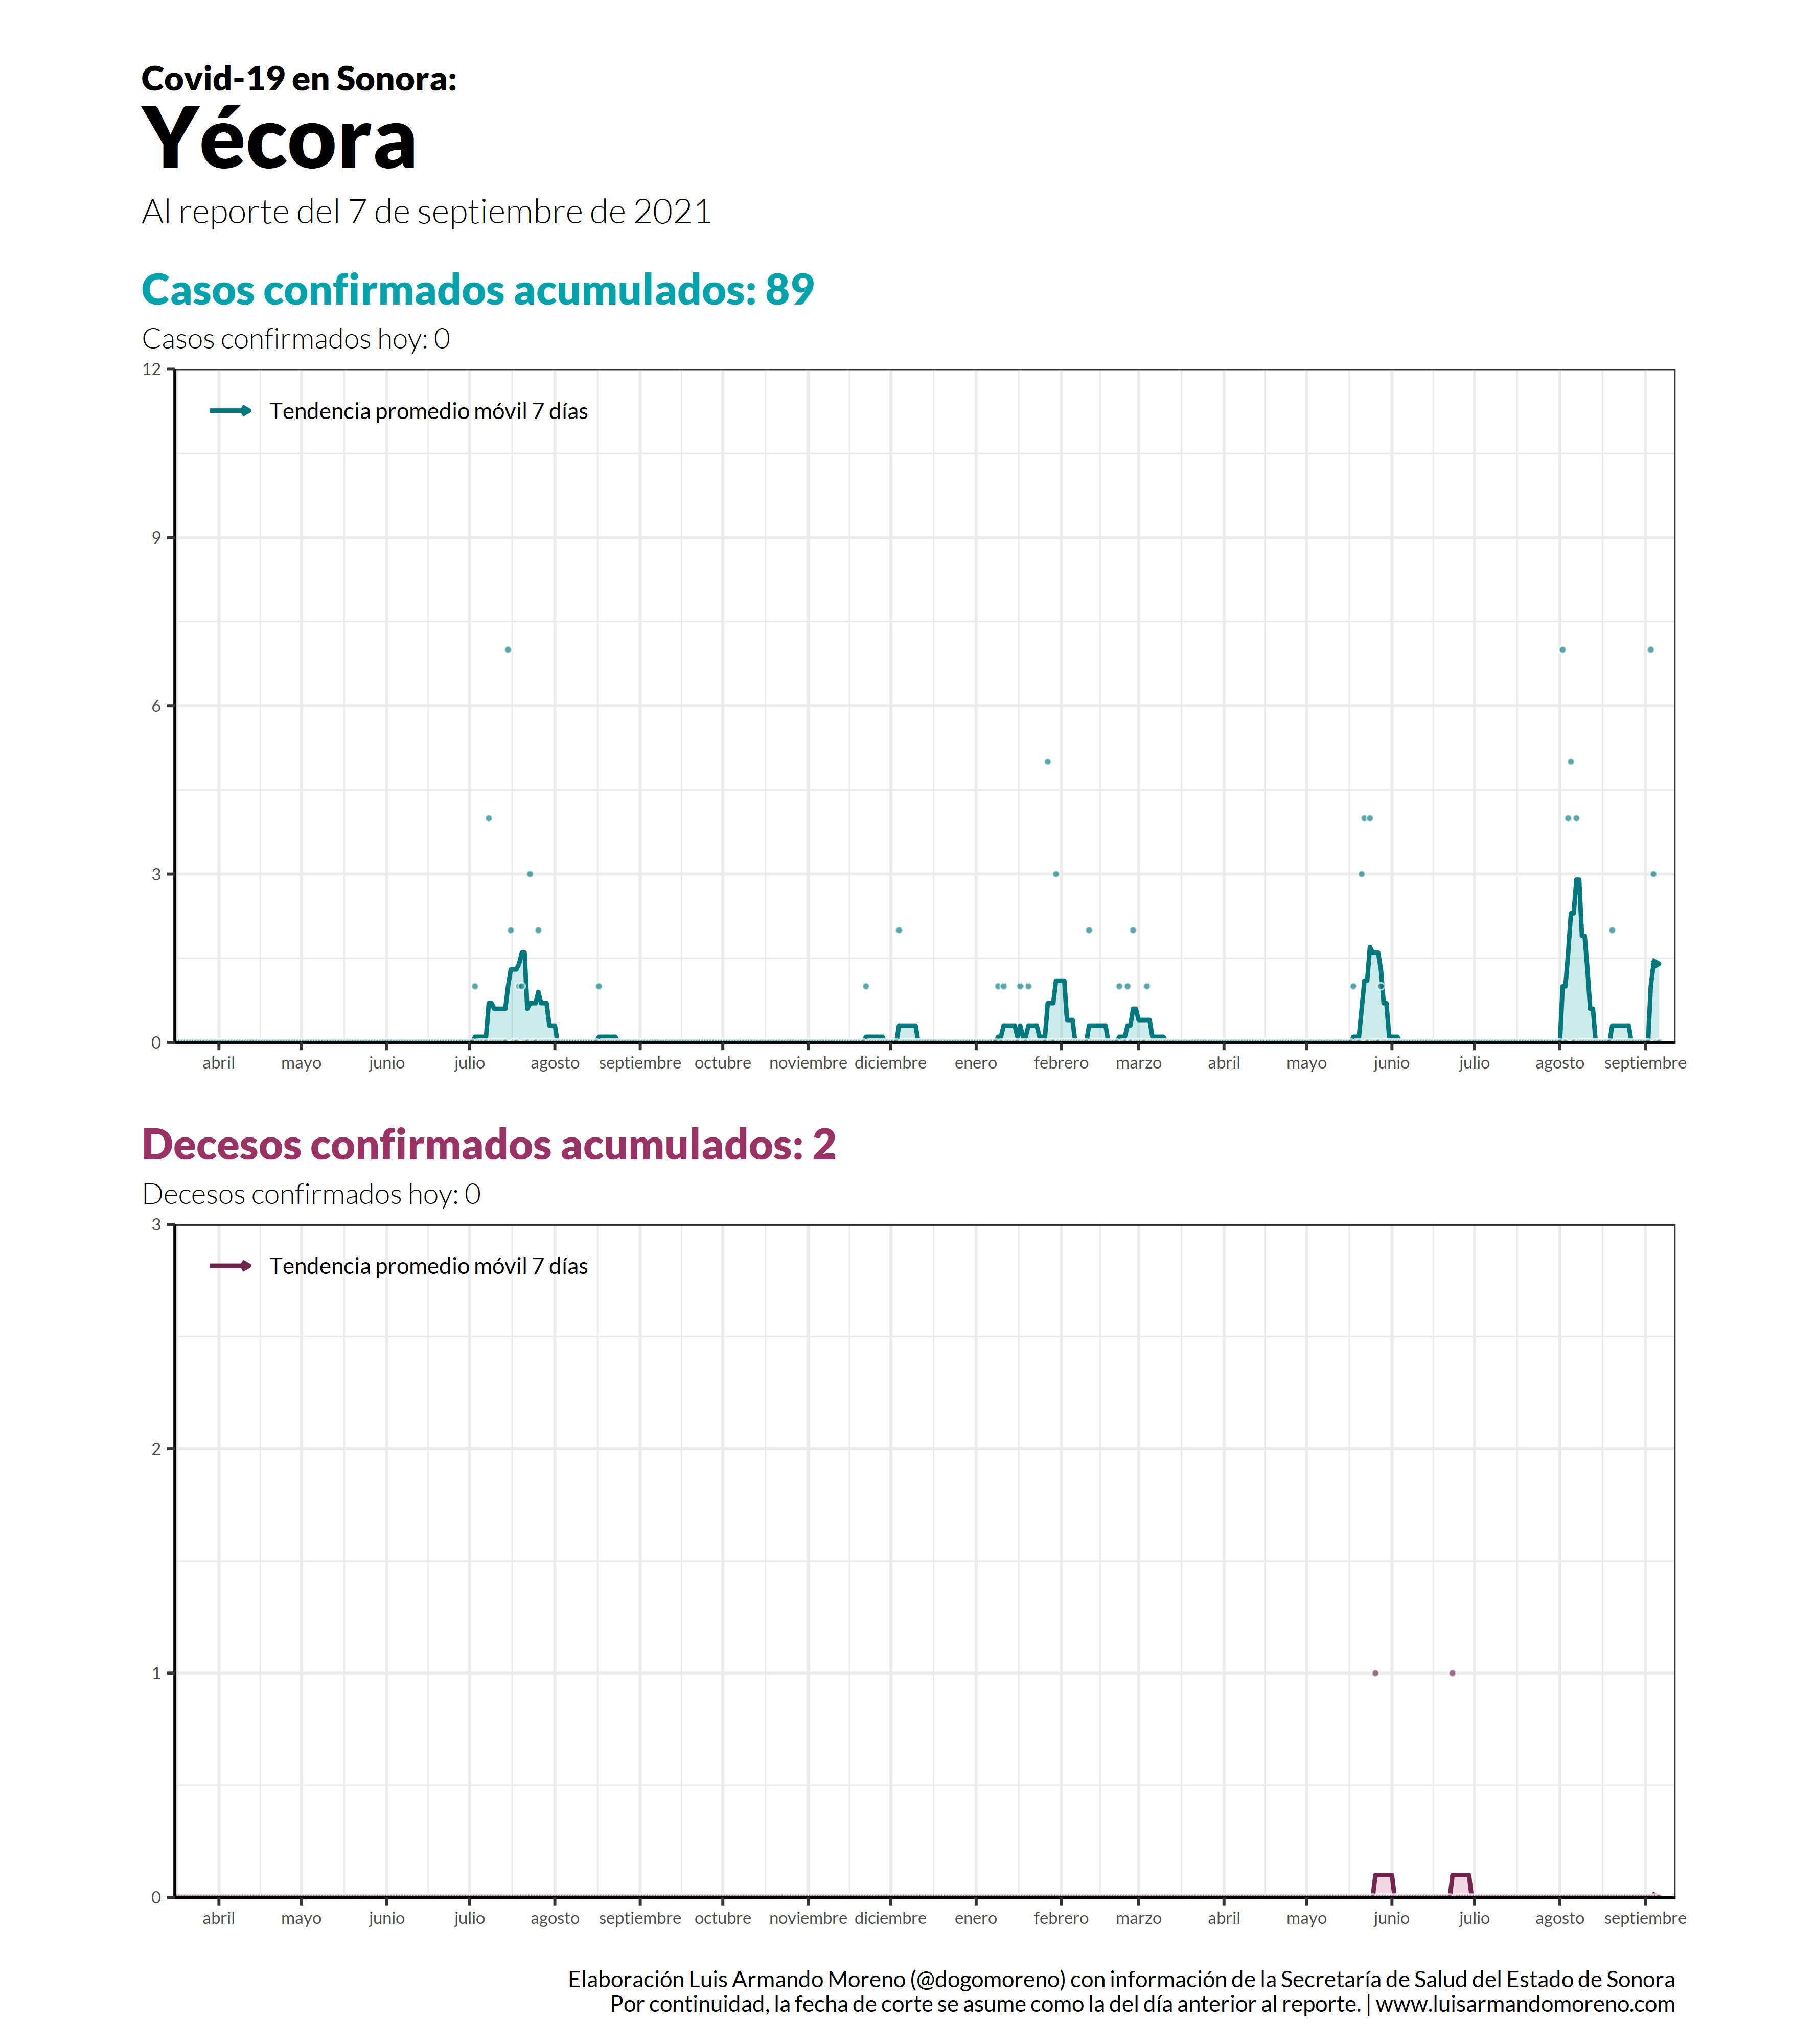 Covid-19 en Sonora:
Yécora
Al reporte del 7 de septiembre de 2021
Casos confirmados acumulados: 89
Casos confirmados hoy: 0
12
Tendencia promedio móvil 7 días
9
6
3
0
abril mayo junio julio agosto septiembre octubre noviembre diciembre enero febrero marzo abril mayo junio julio agosto septiembre
Decesos confirmados acumulados: 2
Decesos confirmados hoy: 0
3
Tendencia promedio móvil 7 días
2
1
0
abril mayo junio julio agosto septiembre octubre noviembre diciembre enero febrero marzo abril mayo junio julio agosto septiembre
Elaboración Luis Armando Moreno (@dogomoreno) con información de la Secretaría de Salud del Estado de Sonora
Por continuidad, la fecha de corte se asume como la del día anterior al reporte. | www.luisarmandomoreno.com